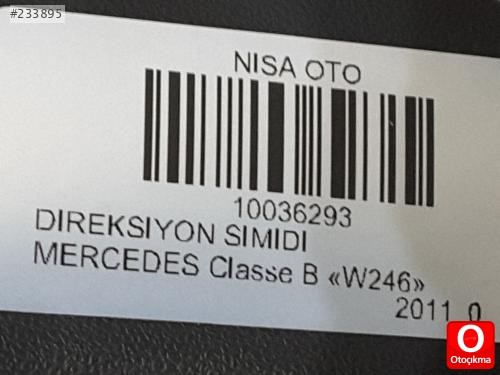 #233895
NISA OTO
10036293
DIREKSIYON SIMIDI
MERCEDES Classe B «W246»
2011 0
Otoçıkma